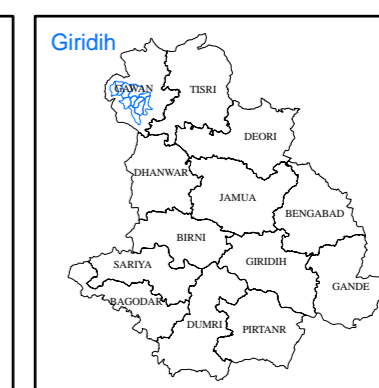 Giridih
GAWAN
TISRI
DEORI
DHANWAR
JAMUA
BENGABAD
BIRNI
SARIYA
GIRIDIH
GANDE
BAGODAR
DUMRI
PIRTANR